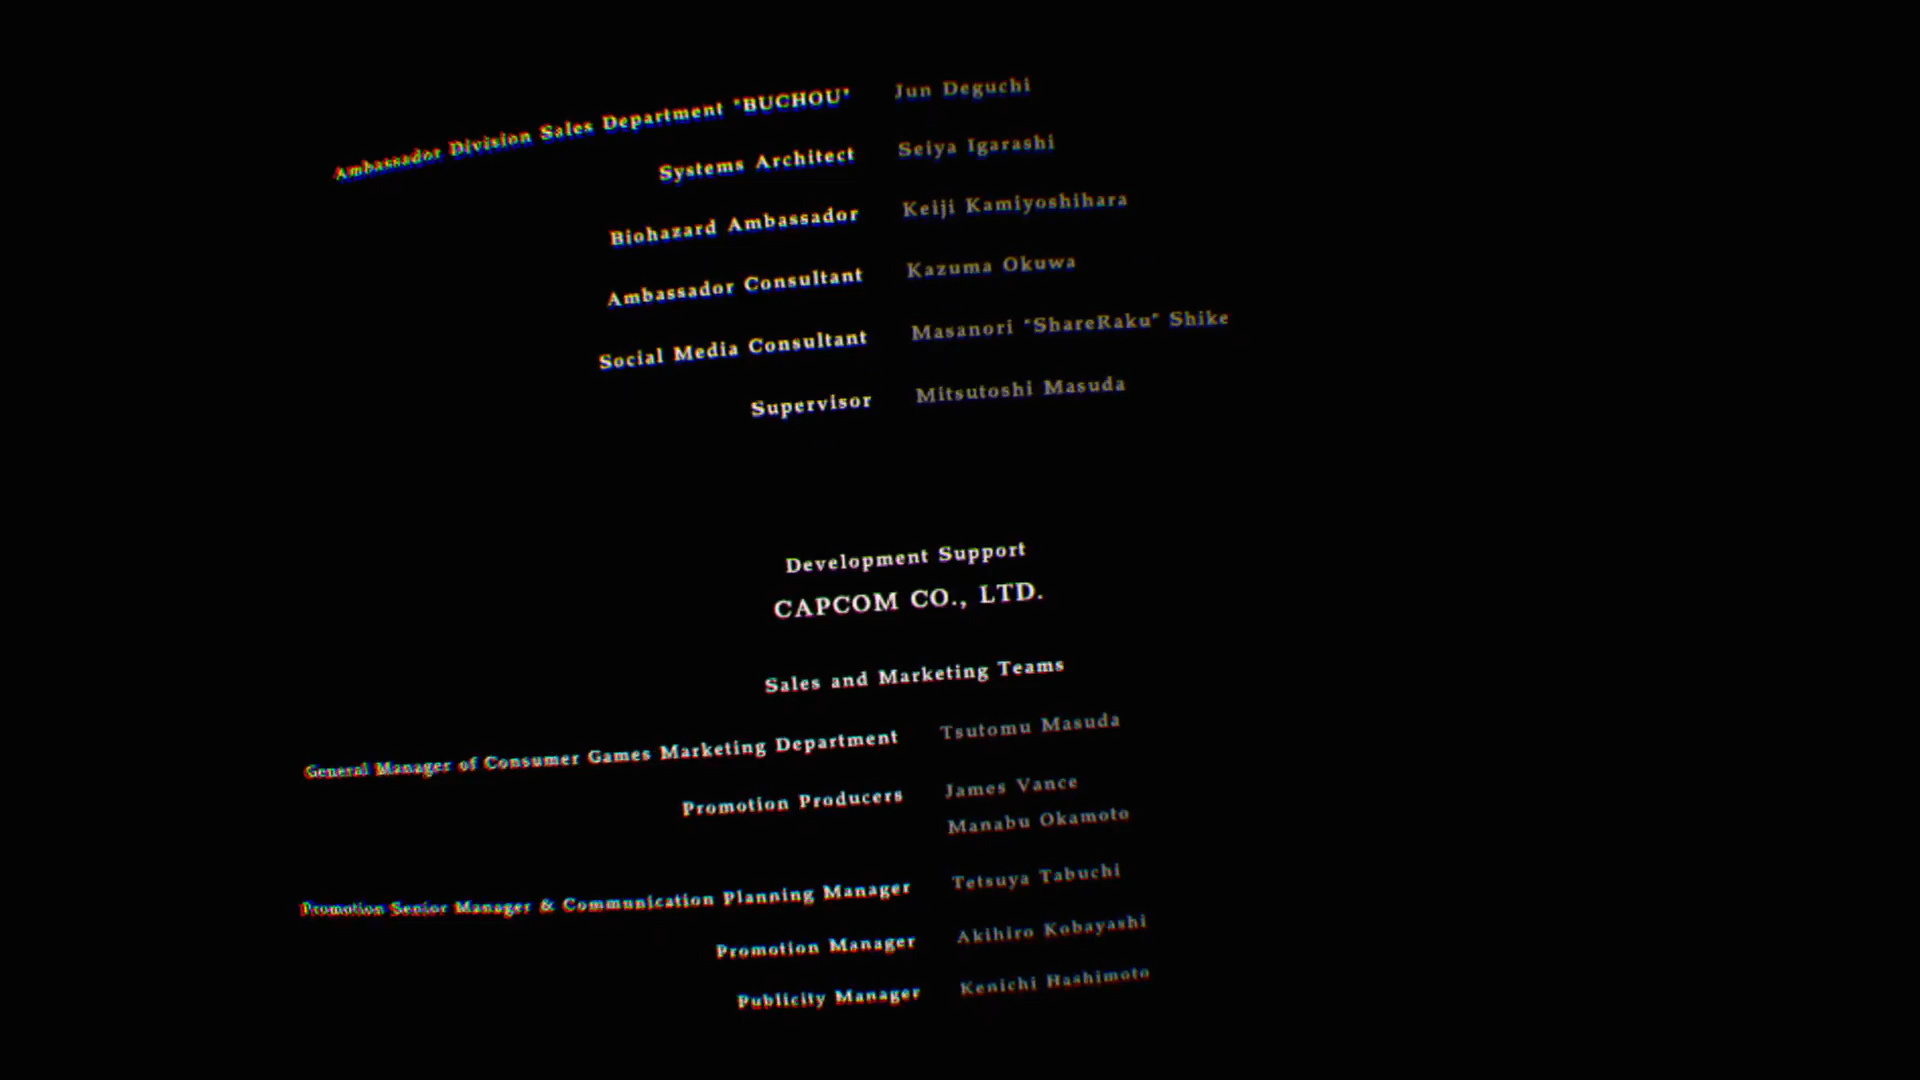 Ambassador Division Sales Department "BUCHOU" Jun Deguchi
Systems Architect Seiya Igarashi
Biohazard Ambassador Keiji Kamiyoshihara
Ambassador Consultant Kazuma Okuwa
Social Media Consultant Masanori "ShareRaku" Shike
Supervisor Mitsutoshi Masuda
Development Support
CAPCOM CO., LTD.
Sales and Marketing Teams
General Manager of Consumer Games Marketing Department Tsutomu Masuda
Promotion Producers James Vance
Manabu Okamoto
Promotion Senior Manager & Communication Planning Manager Tetsuya Tabuchi
Promotion Manager Akihiro Kobayashi
Publicity Manager Kenichi Hashimoto